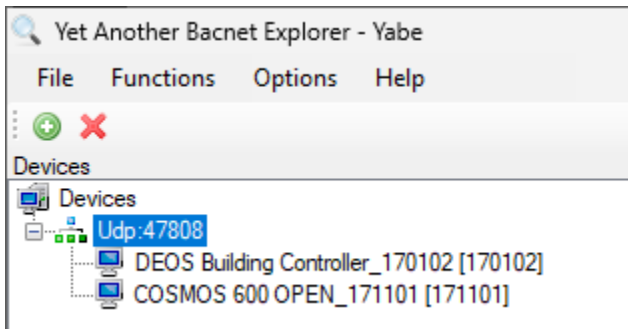 Yet Another Bacnet Explorer - Yabe
File Functions Options Help
Devices
Devices
Udp:47808
DEOS Building Controller_170102 [170102]
COSMOS 600 OPEN_171101 [171101]